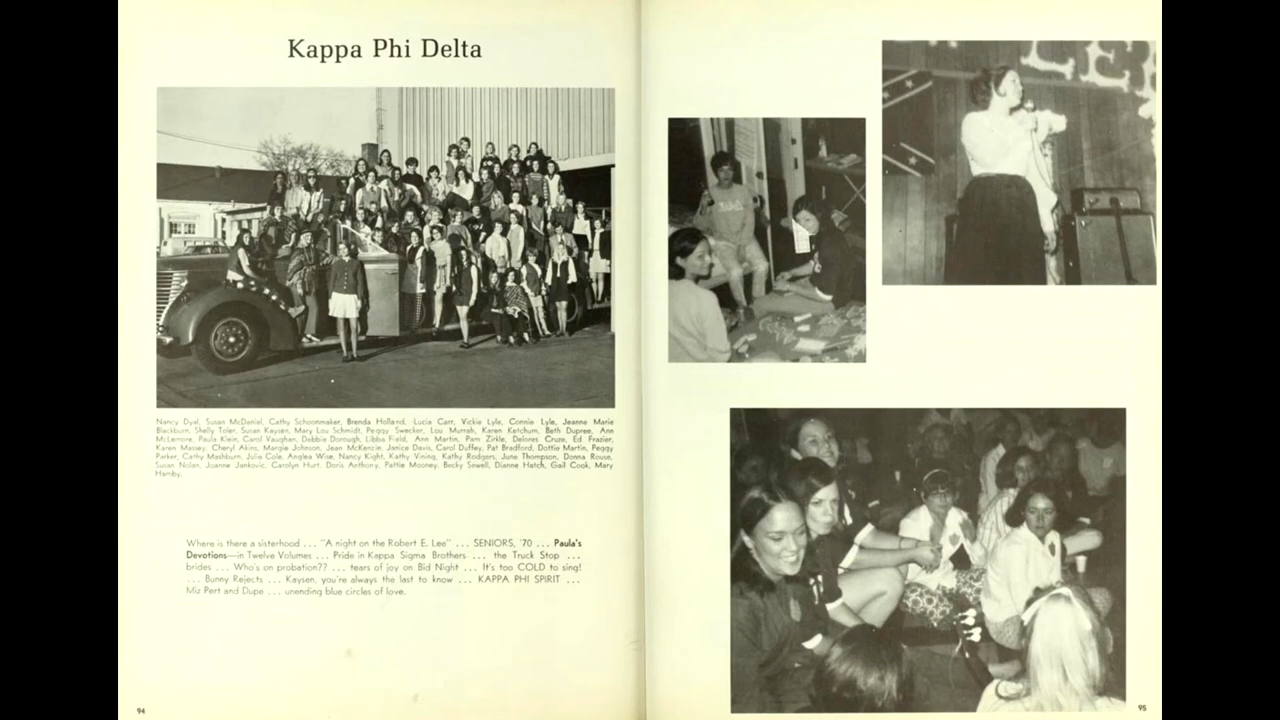 Kappa Phi Delta
Nancy Dyal, Susan McDaniel, Cathy Schoonmaker, Brenda Holland, Lucia Carr, Vickie Lyle, Connie Lyle, Jeanne Marie
Blackburn, Shelly Toler, Susan Kaysen, Mary Lou Schmidt, Peggy Swecker, Lou Murrah, Karen Ketchum, Beth Dupree, Ann
McLemore, Paula Klein, Carol Vaughan, Debbie Dorough, Libba Field, Ann Martin, Pam Zirkle, Delores Cruze, Ed Frazier,
Karen Massey, Cheryl Akins, Margie Johnson, Jean McKenzie, Janice Davis, Carol Duffey, Pat Bradford, Dottie Martin, Peggy
Parker, Cathy Mashburn, Julie Cole, Anglea Wise, Nancy Kight, Kathy Vining, Kathy Rodgers, June Thompson, Donna Rouse,
Susan Nolan, Joanne Jankovic, Carolyn Hurt, Doris Anthony, Pattie Mooney, Becky Sewell, Dianne Hatch, Gail Cook, Mary
Hamby.
Where is there a sisterhood ... "A night on the Robert E. Lee" ... SENIORS, '70 ... Paula's
Devotions—in Twelve Volumes ... Pride in Kappa Sigma Brothers ... the Truck Stop ...
brides ... Who's on probation?? ... tears of joy on Bid Night ... It's too COLD to sing!
... Bunny Rejects ... Kaysen, you're always the last to know ... KAPPA PHI SPIRIT ...
Miz Pert and Dupe ... unending blue circles of love.
94
LEE
95